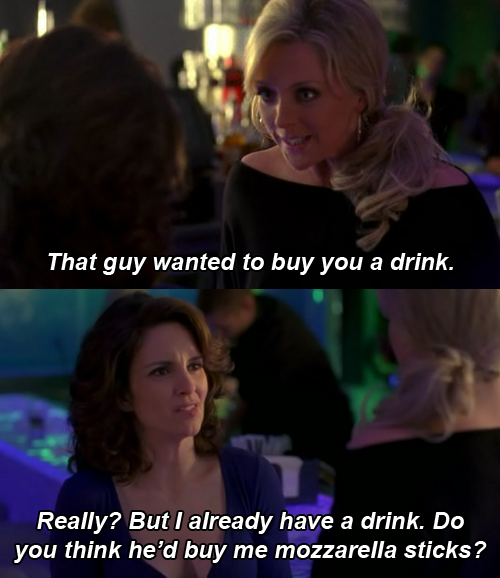 That guy wanted to buy you a drink.
Really? But I already have a drink. Do
you think he'd buy me mozzarella sticks?